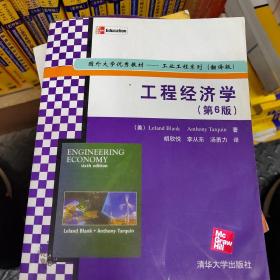 Education
国外大学优秀教材——工业工程系列(翻译版)
工程经济学
(第6版)
(美) Leland Blank Anthony Tarquin 著
胡欣悦 李从东 汤勇力 译
ENGINEERING
ECONOMY
sixth edition
Leland Blank • Anthony Tarquin
Mc
Graw
Hill
清华大学出版社